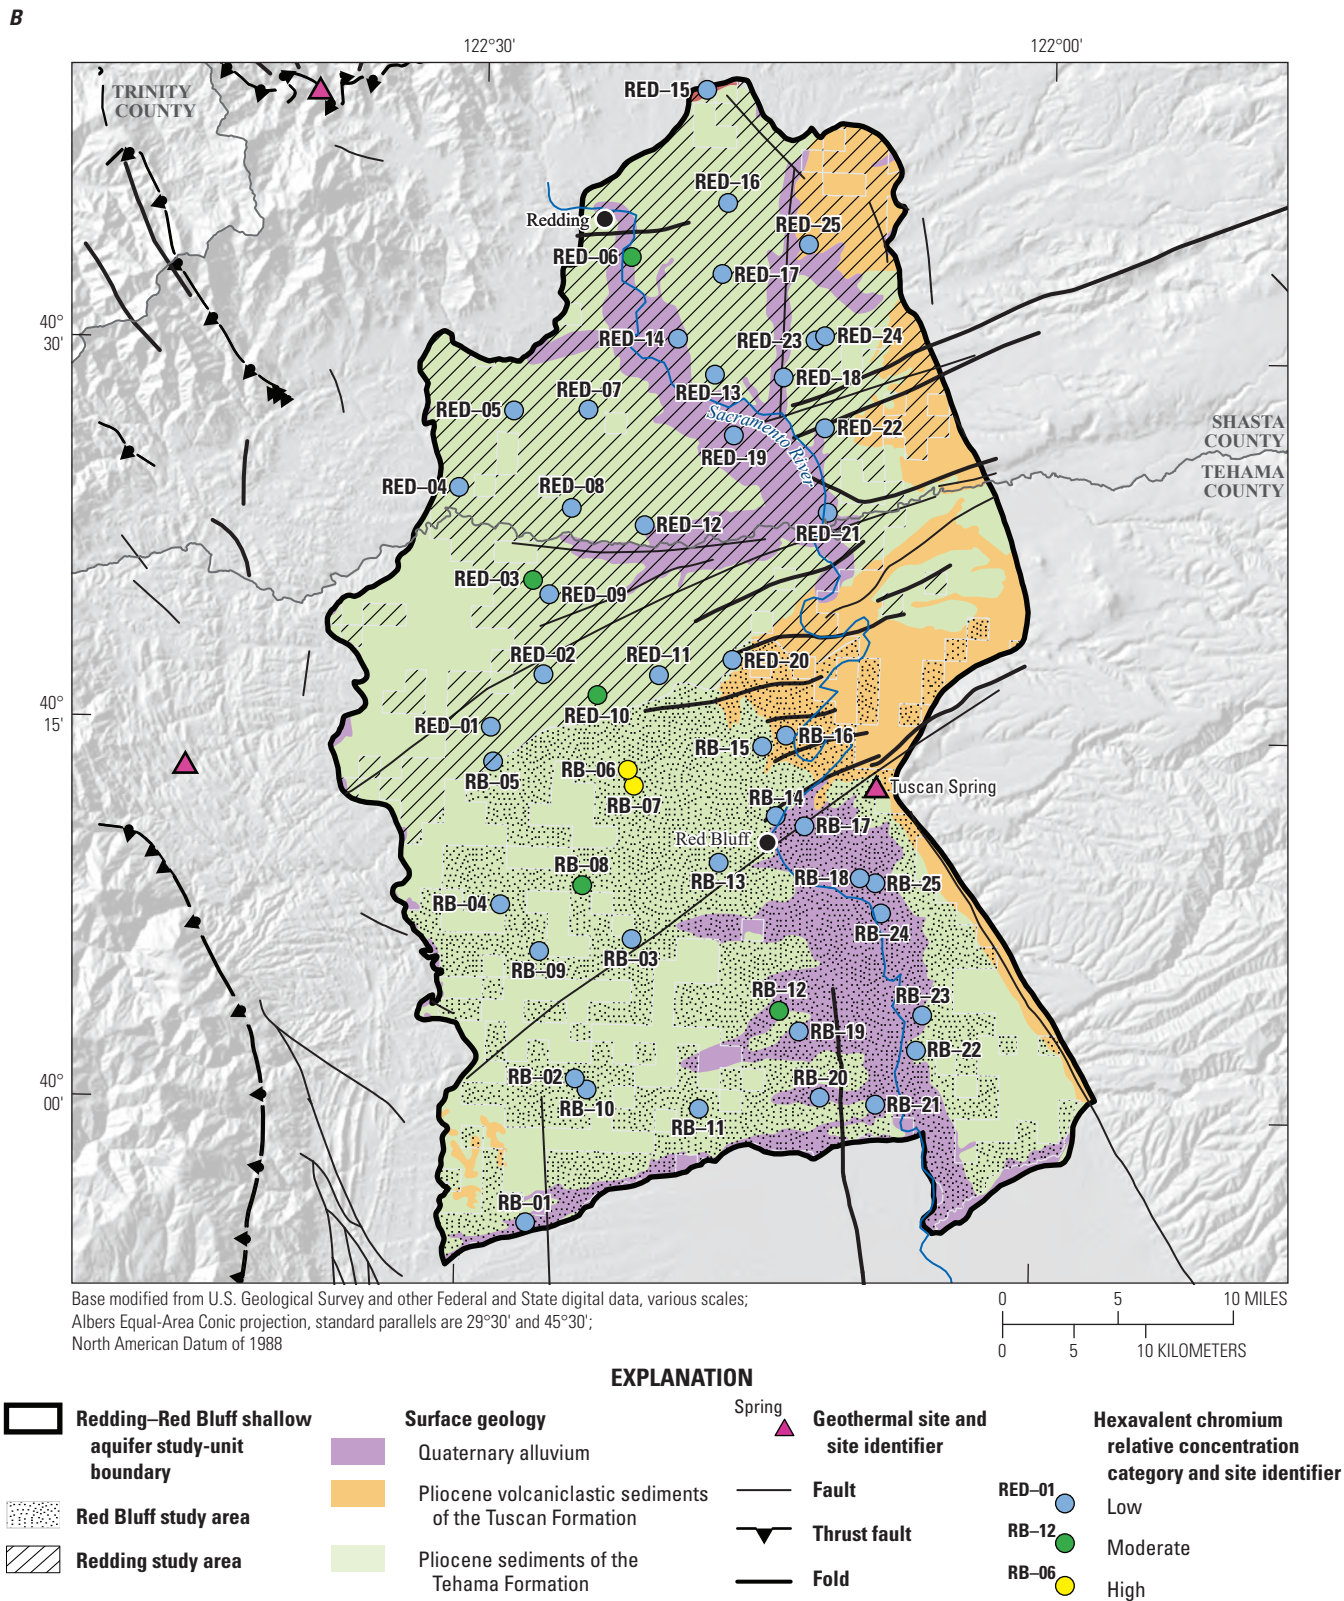 B
122°30'
122°00'
TRINITY
COUNTY
RED–15
RED–16
Redding
RED–25
RED–06
RED–17
40°
30'
RED–14
RED–23
RED–24
RED–13
RED–18
RED–07
RED–05
Sacramento River
RED–22
SHASTA
COUNTY
RED–19
TEHAMA
COUNTY
RED–04
RED–08
RED–12
RED–21
RED–03
RED–09
RED–02
RED–11
RED–20
RED–10
40°
15'
RED–01
RB–16
RB–15
RB–05
RB–06
RB–07
Tuscan Spring
RB–14
RB–17
Red Bluff
RB–13
RB–08
RB–18
RB–25
RB–04
RB–24
RB–03
RB–09
RB–12
RB–23
RB–19
RB–22
RB–02
RB–20
40°
00'
RB–10
RB–11
RB–21
RB–01
Base modified from U.S. Geological Survey and other Federal and State digital data, various scales;
Albers Equal-Area Conic projection, standard parallels are 29°30' and 45°30';
North American Datum of 1988
0 5 10 MILES
0 5 10 KILOMETERS
EXPLANATION
Redding–Red Bluff shallow
aquifer study-unit
boundary
Red Bluff study area
Redding study area
Surface geology
Quaternary alluvium
Pliocene volcaniclastic sediments
of the Tuscan Formation
Pliocene sediments of the
Tehama Formation
Spring
Geothermal site and
site identifier
Fault
Thrust fault
Fold
Hexavalent chromium
relative concentration
category and site identifier
RED–01
Low
RB–12
Moderate
RB–06
High